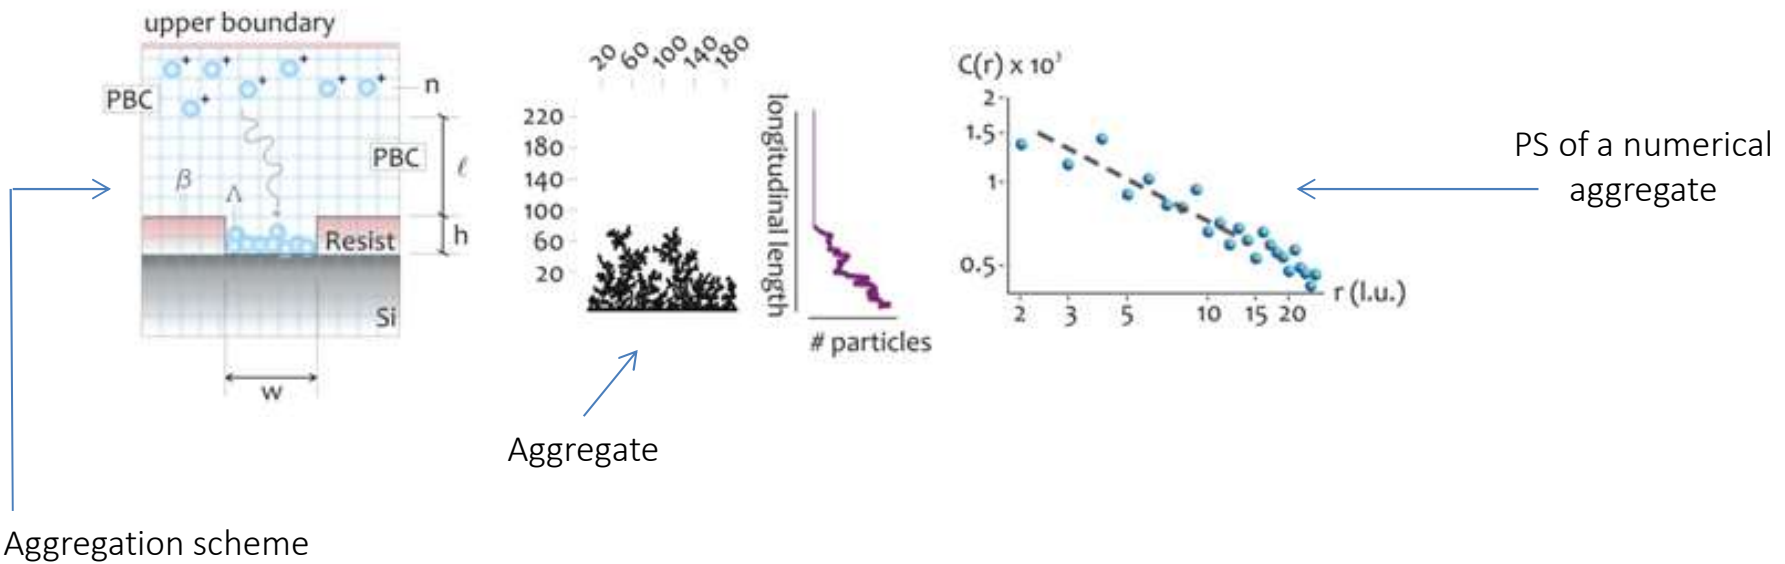 upper boundary
PBC
n
PBC
ℓ
β
Λ
Resist
h
Si
w
Aggregation scheme
20 60 100 140 180
220
180
140
100
60
20
Aggregate
longitudinal length
# particles
C(r) x 10³
2
1.5
1
0.5
2 3 5 10 15 20
r (l.u.)
PS of a numerical
aggregate